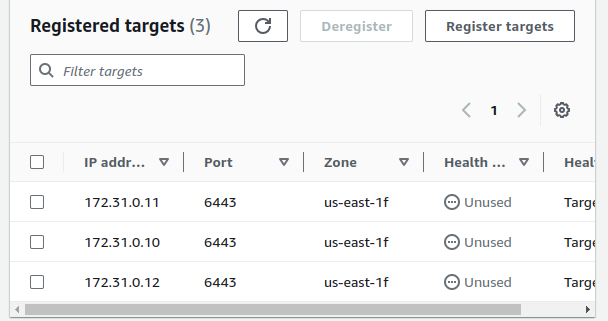 Registered targets (3)
Deregister
Register targets
Filter targets
1
IP addr... Port Zone Health ... Heal
172.31.0.11 6443 us-east-1f Unused Targe
172.31.0.10 6443 us-east-1f Unused Targe
172.31.0.12 6443 us-east-1f Unused Targe